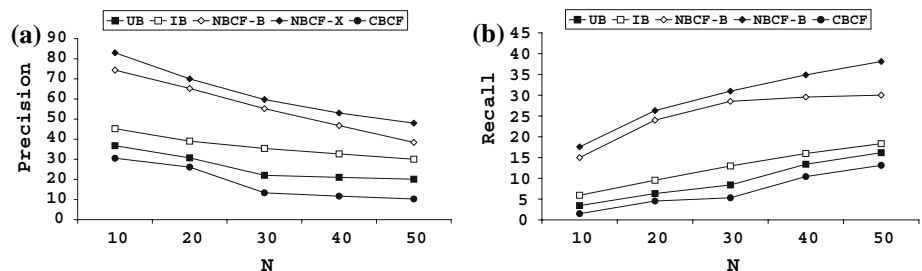 (a)
UB IB NBCF-B NBCF-X CBCF
Precision
90
80
70
60
50
40
30
20
10
0
10 20 30 40 50
N
(b)
UB IB NBCF-B NBCF-B CBCF
Recall
45
40
35
30
25
20
15
10
5
0
10 20 30 40 50
N